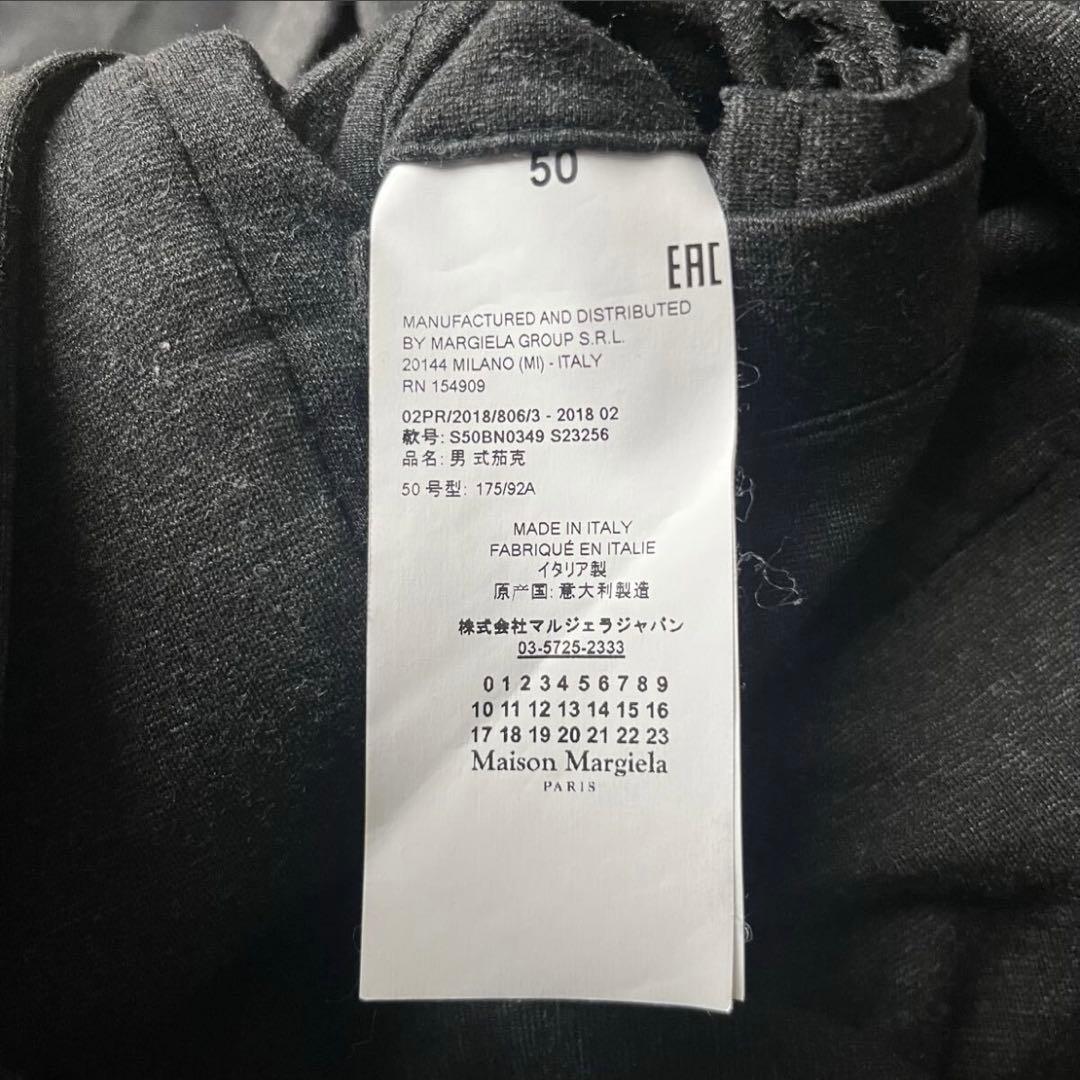 50
EAC
MANUFACTURED AND DISTRIBUTED
BY MARGIELA GROUP S.R.L.
20144 MILANO (MI) - ITALY
RN 154909
02PR/2018/806/3 - 2018 02
款号: S50BN0349 S23256
品名: 男 式茄克
50 号型: 175/92A
MADE IN ITALY
FABRIQUÉ EN ITALIE
イタリア製
原产国: 意大利製造
株式会社マルジェラジャパン
03-5725-2333
0 1 2 3 4 5 6 7 8 9
10 11 12 13 14 15 16
17 18 19 20 21 22 23
Maison Margiela
PARIS